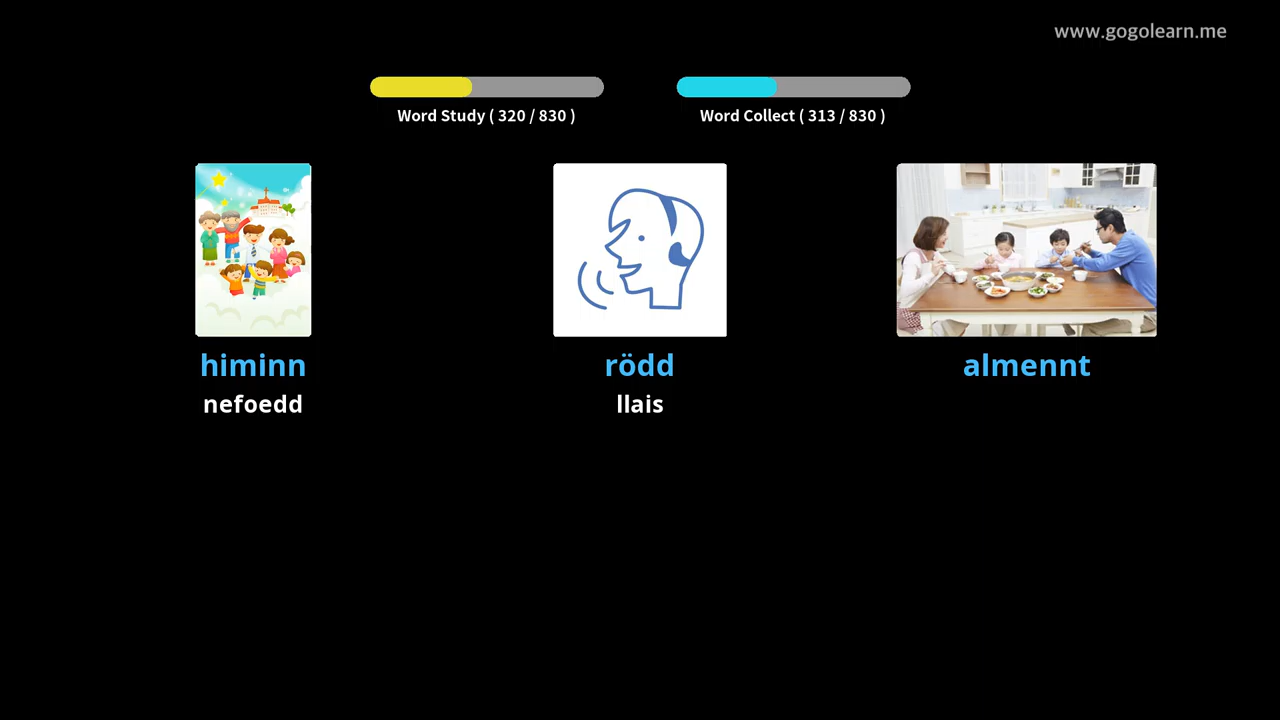 www.gogolearn.me
Word Study ( 320 / 830 )
Word Collect ( 313 / 830 )
himinn
rödd
almennt
nefoedd
llais